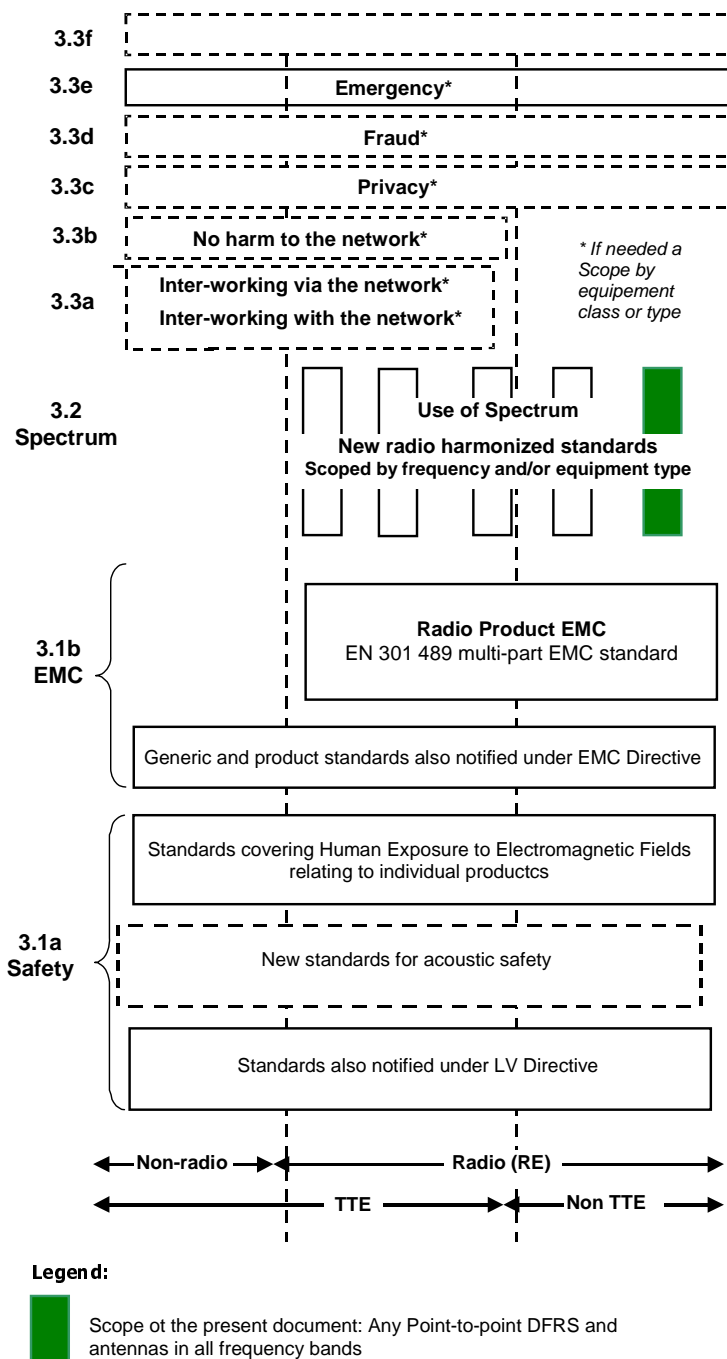 3.3f
3.3e
Emergency*
3.3d
Fraud*
3.3c
Privacy*
3.3b
No harm to the network*
* If needed a
Scope by
equipement
class or type
3.3a
Inter-working via the network*
Inter-working with the network*
3.2
Spectrum
Use of Spectrum
New radio harmonized standards
Scoped by frequency and/or equipment type
3.1b
EMC
Radio Product EMC
EN 301 489 multi-part EMC standard
Generic and product standards also notified under EMC Directive
Standards covering Human Exposure to Electromagnetic Fields
relating to individual productcs
3.1a
Safety
New standards for acoustic safety
Standards also notified under LV Directive
Non-radio
Radio (RE)
TTE
Non TTE
Legend:
Scope ot the present document: Any Point-to-point DFRS and
antennas in all frequency bands